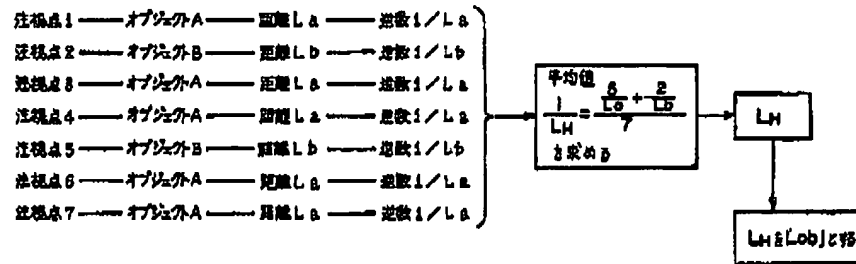 注視点1 オブジェクトA 距離La 逆数1/La
注視点2 オブジェクトB 距離Lb 逆数1/Lb
注視点3 オブジェクトA 距離La 逆数1/La
注視点4 オブジェクトA 距離La 逆数1/La
注視点5 オブジェクトB 距離Lb 逆数1/Lb
注視点6 オブジェクトA 距離La 逆数1/La
注視点7 オブジェクトA 距離La 逆数1/La
平均値
1/LH = (5/La + 2/Lb)/7
を求める
LH
LHを「Lob」とする